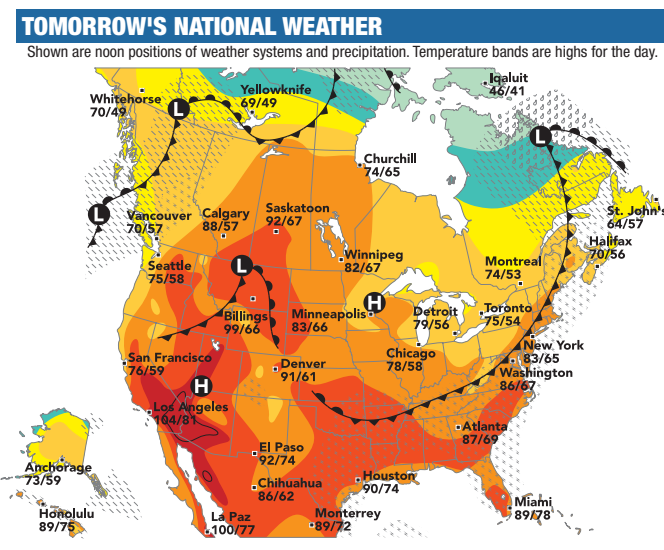 TOMORROW'S NATIONAL WEATHER
Shown are noon positions of weather systems and precipitation. Temperature bands are highs for the day.
Iqaluit
46/41
Whitehorse
70/49
Yellowknife
69/49
L
L
Churchill
74/65
L
Vancouver
70/57
Calgary
88/57
Saskatoon
92/67
St. John's
64/57
Halifax
70/56
Seattle
75/58
L
Winnipeg
82/67
Montreal
74/53
H
Billings
99/66
Minneapolis
83/66
Detroit
79/56
Toronto
75/54
San Francisco
76/59
Denver
91/61
Chicago
78/58
New York
83/65
Washington
86/67
H
Los Angeles
104/81
Atlanta
87/69
El Paso
92/74
Anchorage
73/59
Chihuahua
86/62
Houston
90/74
Miami
89/78
Honolulu
89/75
La Paz
100/77
Monterrey
89/72